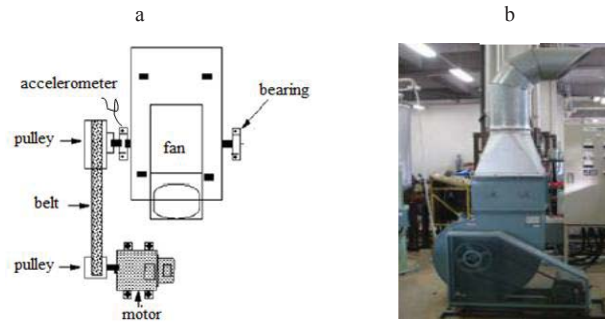 a
b
accelerometer
bearing
pulley
fan
belt
pulley
motor